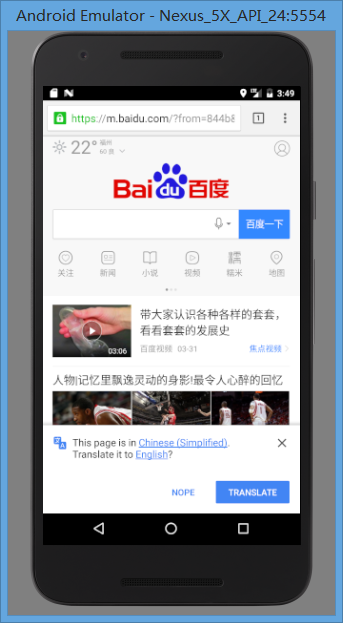 Android Emulator - Nexus_5X_API_24:5554
3:49
https://m.baidu.com/?from=844b8
1
22° 福州
60 良
Bai du 百度
百度一下
关注 新闻 小说 视频 糯米 地图
带大家认识各种各样的套套，
看看套套的发展史
03:06
百度视频 03-31 焦点视频
人物|记忆里飘逸灵动的身影!最令人心醉的回忆
This page is in Chinese (Simplified).
Translate it to English?
NOPE TRANSLATE